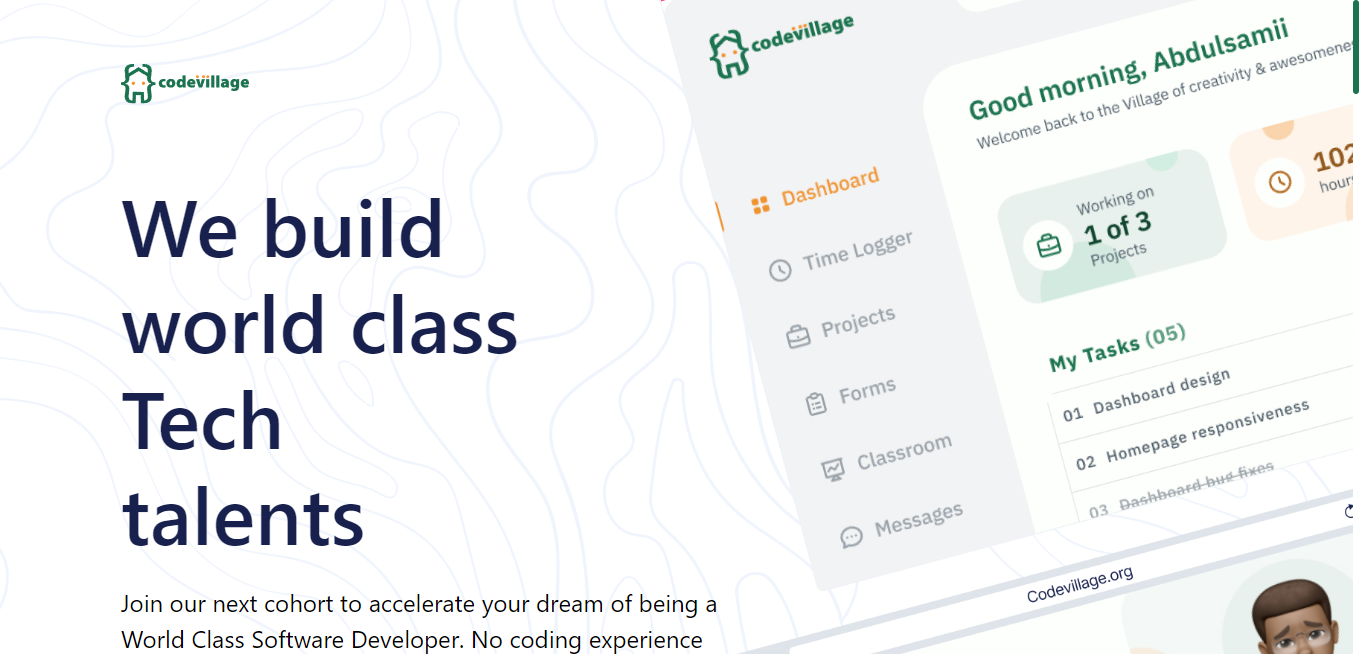 codevillage
We build
world class
Tech
talents
Join our next cohort to accelerate your dream of being a
World Class Software Developer. No coding experience
codevillage
Dashboard
Time Logger
Projects
Forms
Classroom
Messages
Good morning, Abdulsamii
Welcome back to the Village of creativity &
Working on
1 of 3
Projects
102
My Tasks (05)
01 Dashboard design
02 Homepage responsiveness
03 Dashboard bug fixes
Codevillage.org